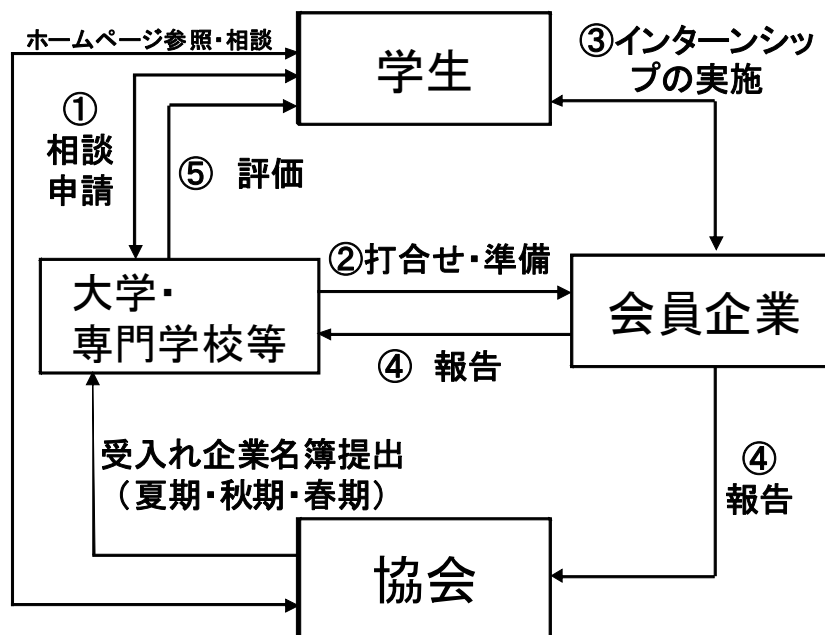 ホームページ参照・相談
学生
③インターンシッ
プの実施
①
相談
申請
⑤ 評価
②打合せ・準備
大学・
専門学校等
会員企業
④ 報告
受入れ企業名簿提出
（夏期・秋期・春期）
④
報告
協会